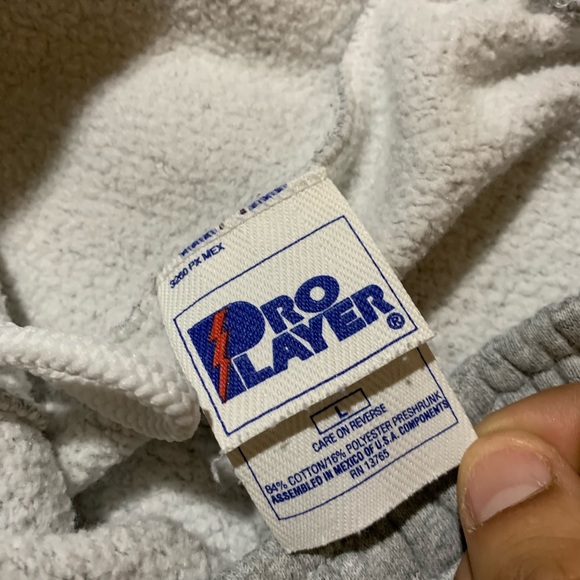 3200 PX MEX
PRO
PLAYER®
L
CARE ON REVERSE
84% COTTON/16% POLYESTER PRESHRUNK
ASSEMBLED IN MEXICO OF U.S.A. COMPONENTS
RN 13765